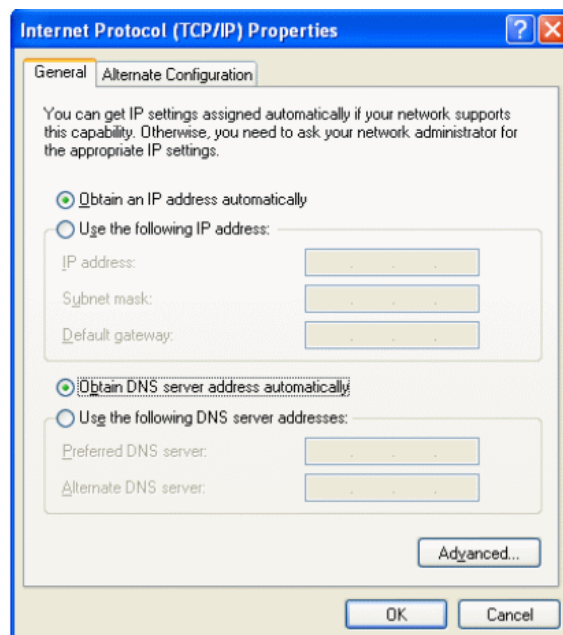 Internet Protocol (TCP/IP) Properties
General
Alternate Configuration
You can get IP settings assigned automatically if your network supports
this capability. Otherwise, you need to ask your network administrator for
the appropriate IP settings.
Obtain an IP address automatically
Use the following IP address:
IP address:
Subnet mask:
Default gateway:
Obtain DNS server address automatically
Use the following DNS server addresses:
Preferred DNS server:
Alternate DNS server:
Advanced...
OK
Cancel